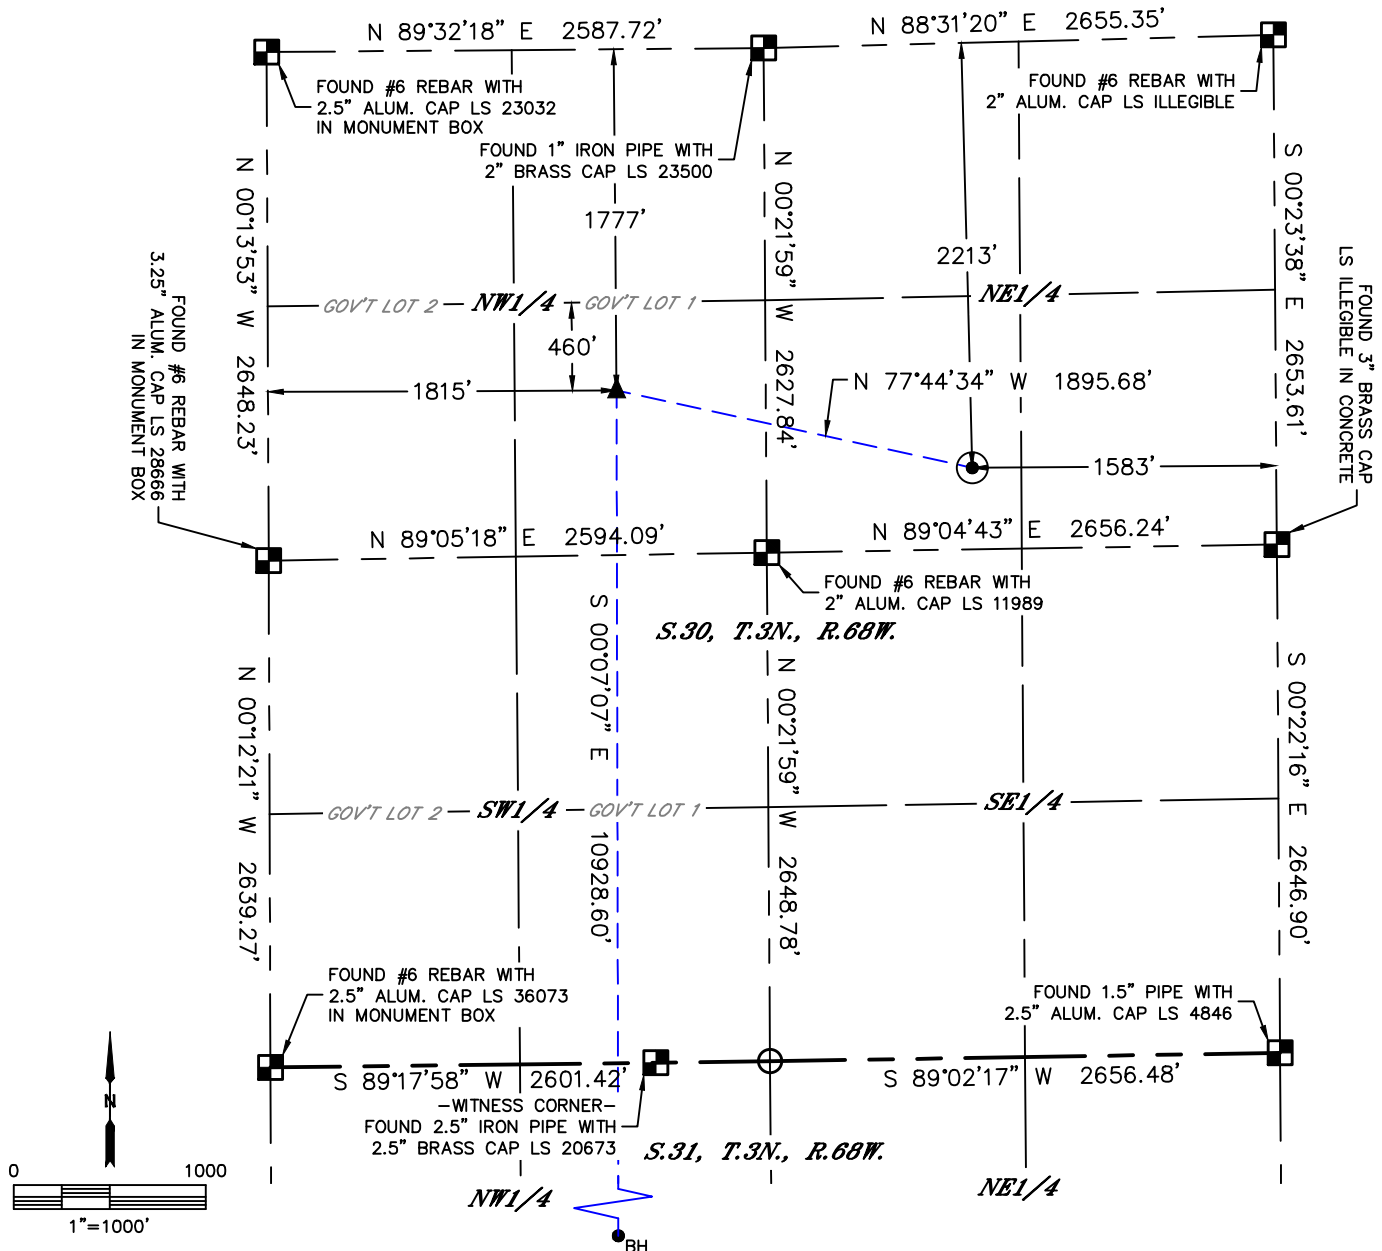 N 89°32'18" E 2587.72'
N 88°31'20" E 2655.35'
FOUND #6 REBAR WITH
2.5" ALUM. CAP LS 23032
IN MONUMENT BOX
FOUND #6 REBAR WITH
2" ALUM. CAP LS ILLEGIBLE
FOUND 1" IRON PIPE WITH
2" BRASS CAP LS 23500
N 00°13'53" W 2648.23'
N 00°21'59" W 2627.84'
S 00°23'38" E 2653.61'
1777'
2213'
FOUND #6 REBAR WITH
3.25" ALUM. CAP LS 28666
IN MONUMENT BOX
FOUND 3" BRASS CAP
LS ILLEGIBLE IN CONCRETE
GOV'T LOT 2
NW1/4
GOV'T LOT 1
NE1/4
460'
1815'
N 77°44'34" W 1895.68'
1583'
N 89°05'18" E 2594.09'
N 89°04'43" E 2656.24'
FOUND #6 REBAR WITH
2" ALUM. CAP LS 11989
S.30, T.3N., R.68W.
N 00°12'21" W 2639.27'
S 00°07'07" E 10928.60'
N 00°21'59" W 2648.78'
S 00°22'16" E 2646.90'
GOV'T LOT 2
SW1/4
GOV'T LOT 1
SE1/4
FOUND #6 REBAR WITH
2.5" ALUM. CAP LS 36073
IN MONUMENT BOX
FOUND 1.5" PIPE WITH
2.5" ALUM. CAP LS 4846
S 89°17'58" W 2601.42'
S 89°02'17" W 2656.48'
-WITNESS CORNER-
FOUND 2.5" IRON PIPE WITH
2.5" BRASS CAP LS 20673
S.31, T.3N., R.68W.
NW1/4
NE1/4
N
0 1000
1"=1000'
BH